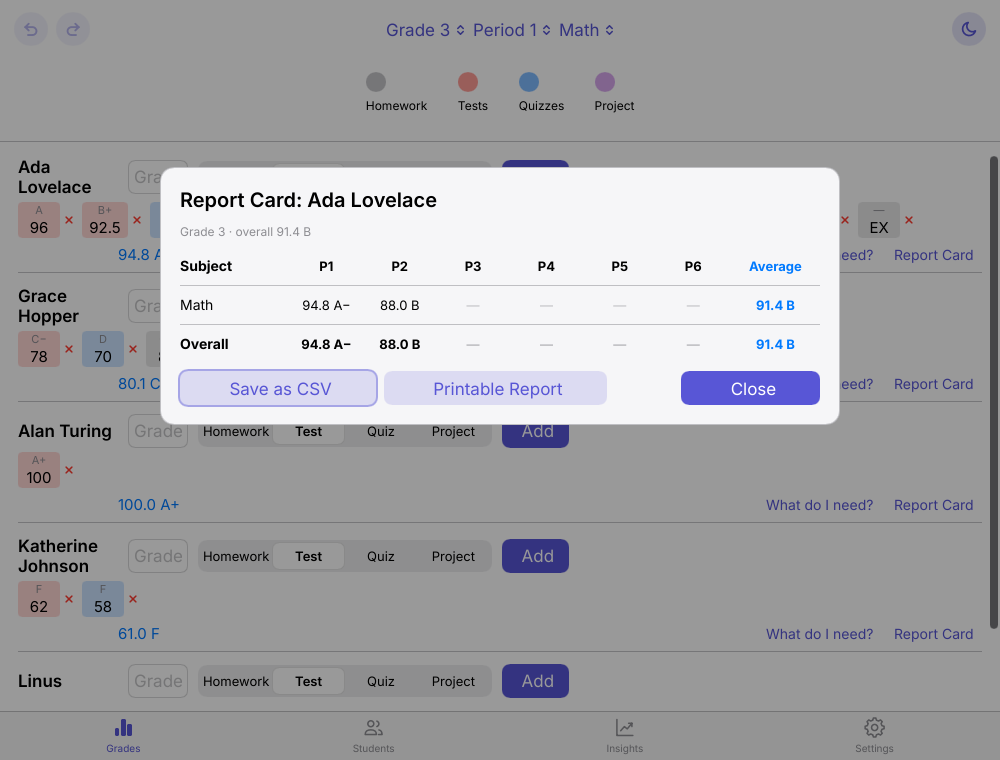 Grade 3 Period 1 Math
Homework Tests Quizzes Project
Ada Lovelace
Gra
A 96 × B+ 92.5 × × — EX ×
94.8 A
eed? Report Card
Report Card: Ada Lovelace
Grade 3 · overall 91.4 B
Subject P1 P2 P3 P4 P5 P6 Average
Math 94.8 A− 88.0 B — — — — 91.4 B
Overall 94.8 A− 88.0 B — — — — 91.4 B
Save as CSV Printable Report Close
Grace Hopper
Gra
C− 78 × D 70 ×
80.1
eed? Report Card
Alan Turing Grade Homework Test Quiz Project Add
A+ 100 ×
100.0 A+ What do I need? Report Card
Katherine Johnson Grade Homework Test Quiz Project Add
F 62 × F 58 ×
61.0 F What do I need? Report Card
Linus Grade Homework Test Quiz Project Add
Grades Students Insights Settings